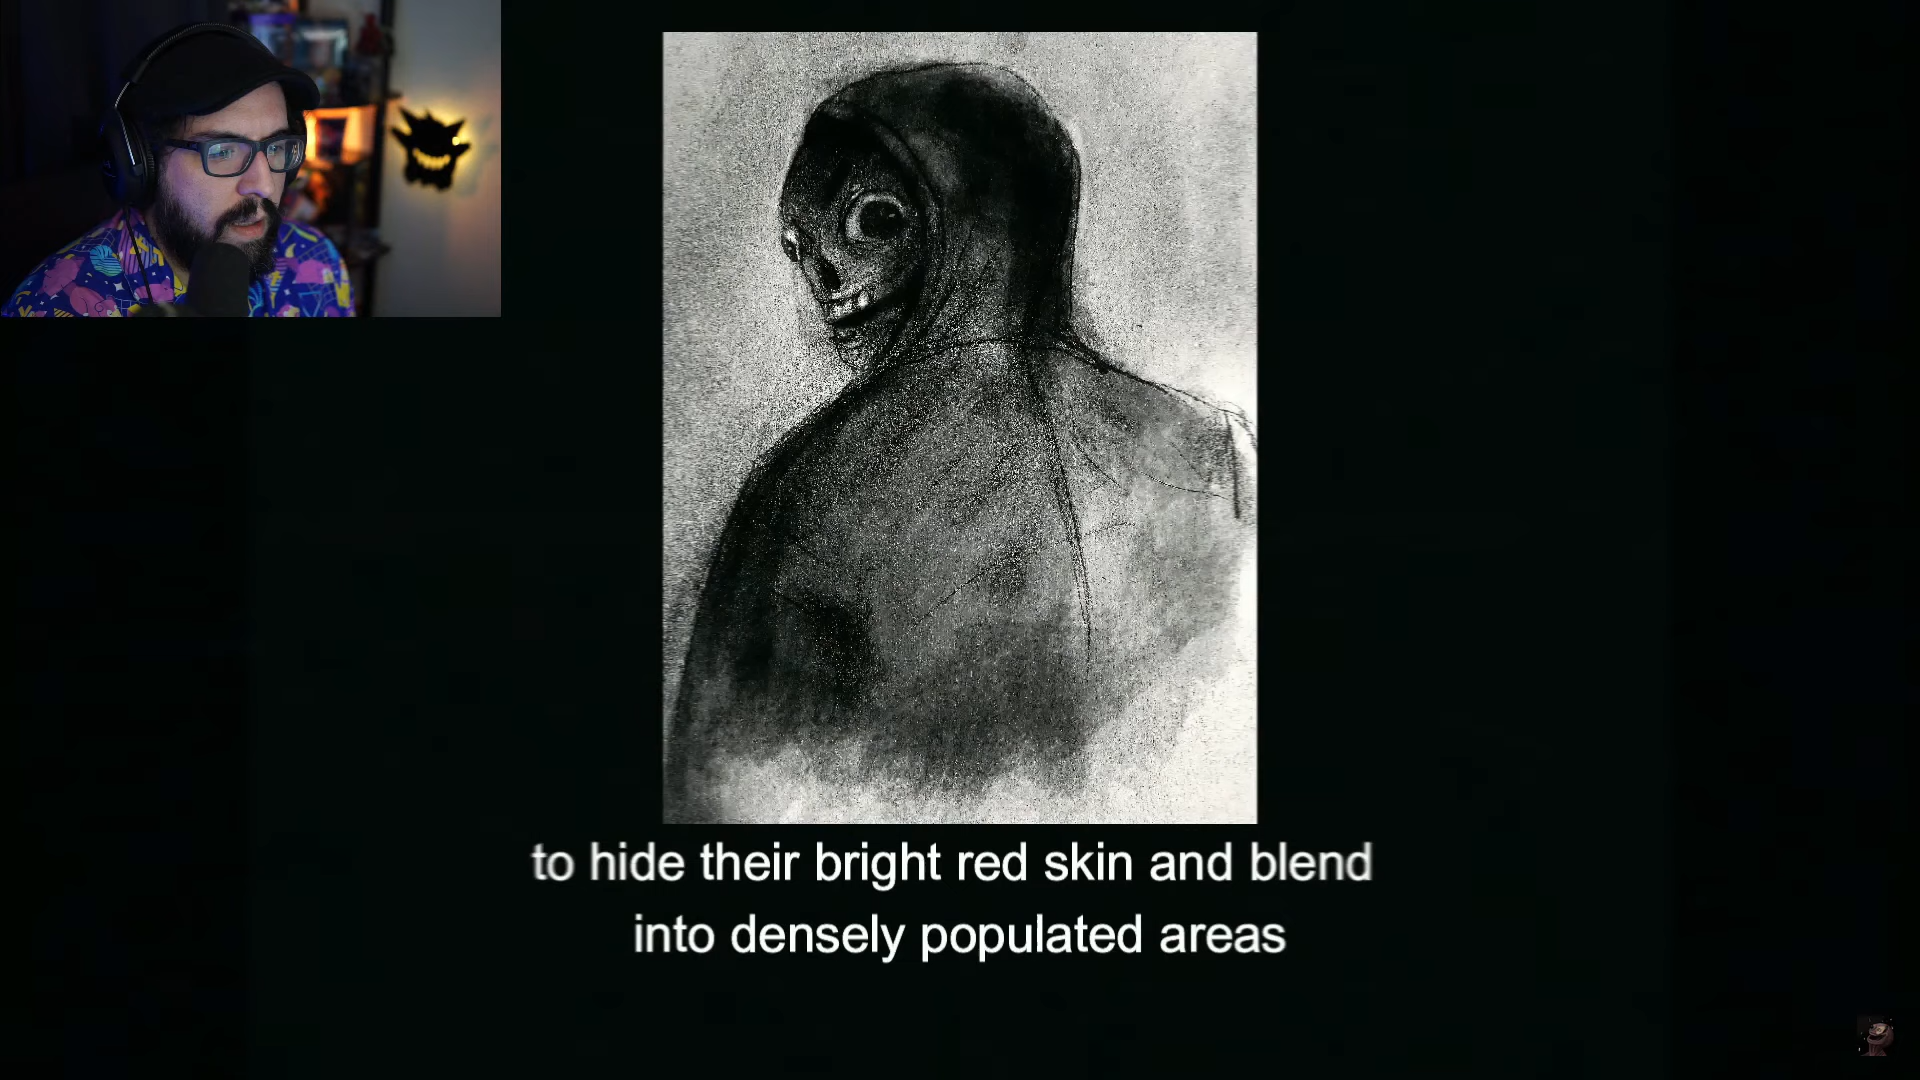 to hide their bright red skin and blend
into densely populated areas